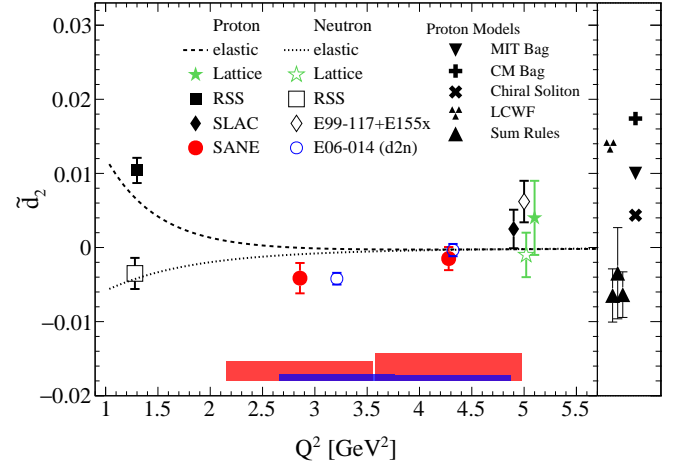 0.03
0.02
0.01
0
−0.01
−0.02
d̃₂
Proton Neutron
elastic elastic
Lattice Lattice
RSS RSS
SLAC E99-117+E155x
SANE E06-014 (d2n)
Proton Models
MIT Bag
CM Bag
Chiral Soliton
LCWF
Sum Rules
1 1.5 2 2.5 3 3.5 4 4.5 5 5.5
Q² [GeV²]